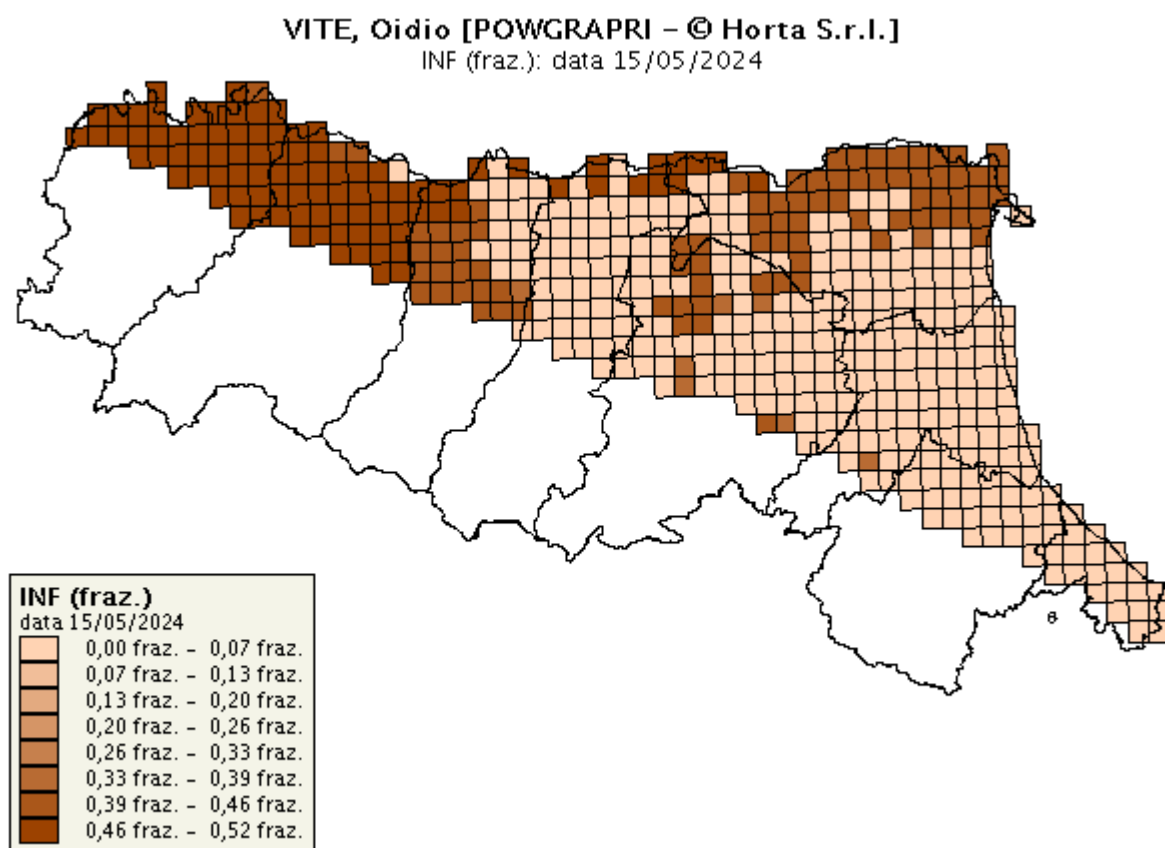 VITE, Oidio [POWGRAPRI – © Horta S.r.l.]
INF (fraz.): data 15/05/2024
INF (fraz.)
data 15/05/2024
0,00 fraz. – 0,07 fraz.
0,07 fraz. – 0,13 fraz.
0,13 fraz. – 0,20 fraz.
0,20 fraz. – 0,26 fraz.
0,26 fraz. – 0,33 fraz.
0,33 fraz. – 0,39 fraz.
0,39 fraz. – 0,46 fraz.
0,46 fraz. – 0,52 fraz.